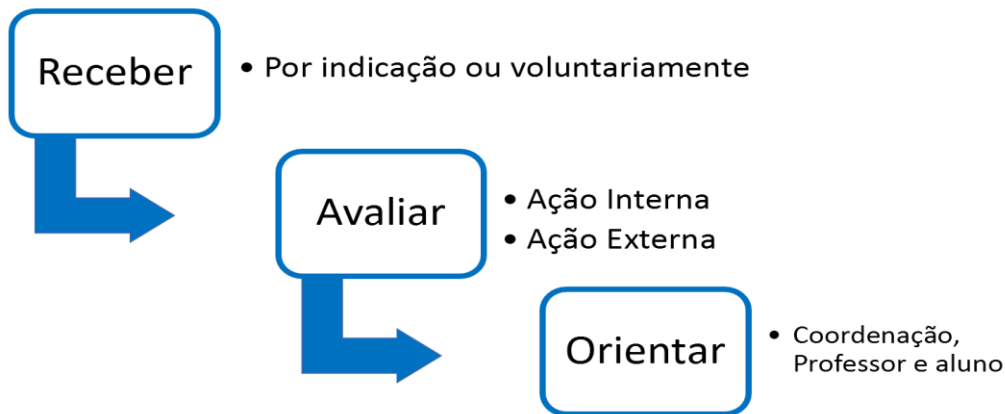 Receber
• Por indicação ou voluntariamente
Avaliar
• Ação Interna
• Ação Externa
Orientar
• Coordenação,
Professor e aluno